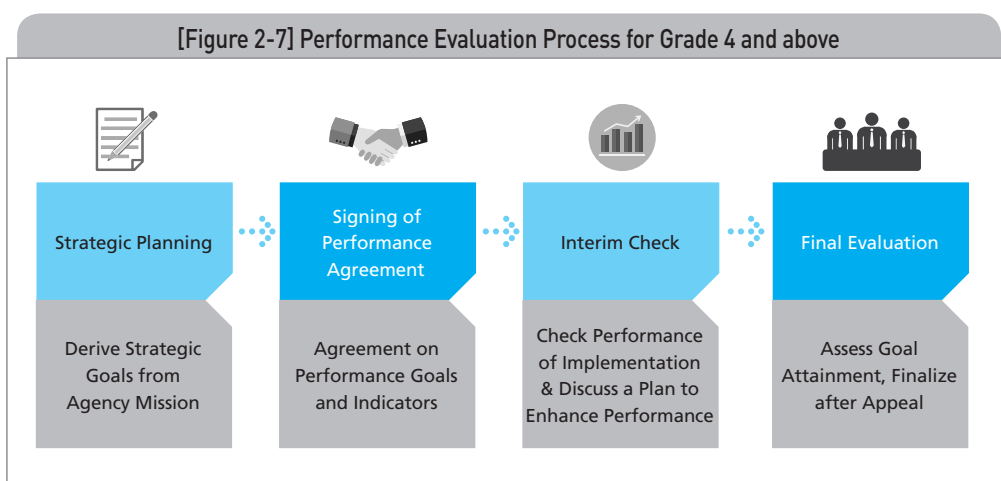 [Figure 2-7] Performance Evaluation Process for Grade 4 and above
Strategic Planning
Derive Strategic
Goals from
Agency Mission
Signing of
Performance
Agreement
Agreement on
Performance Goals
and Indicators
Interim Check
Check Performance
of Implementation
& Discuss a Plan to
Enhance Performance
Final Evaluation
Assess Goal
Attainment, Finalize
after Appeal